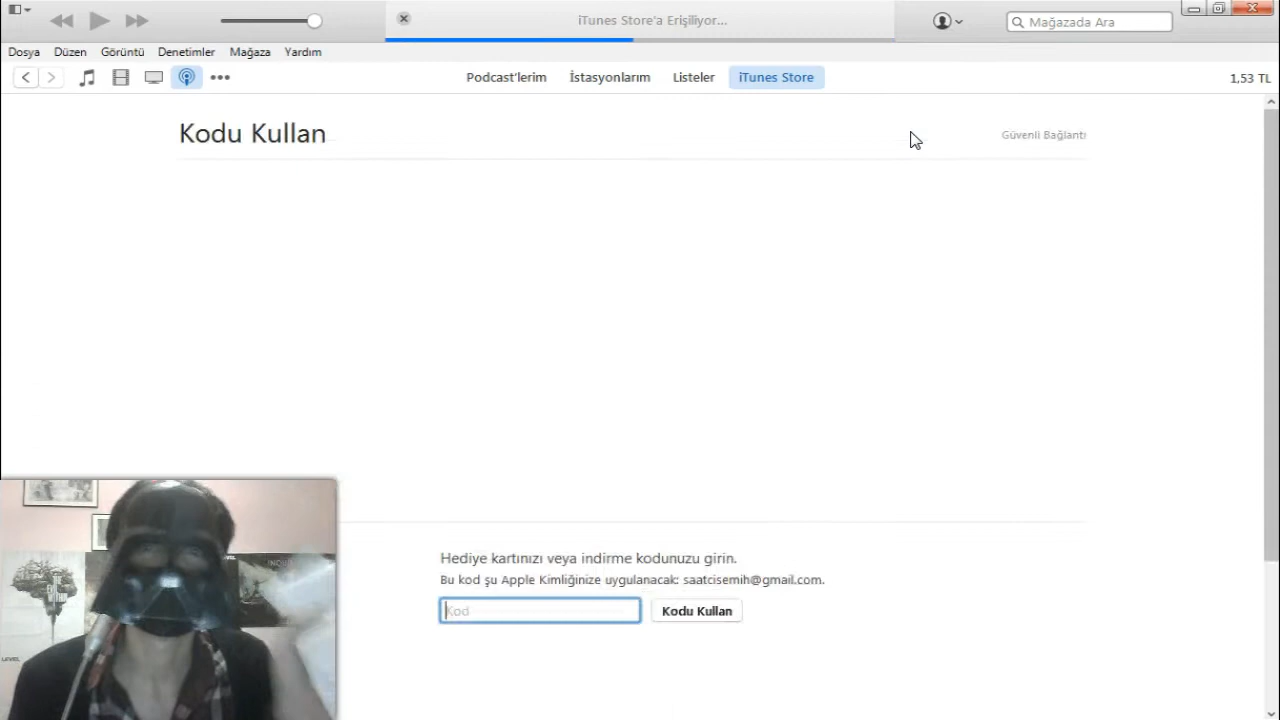 iTunes Store'a Erişiliyor...
Mağazada Ara
Dosya Düzen Görüntü Denetimler Mağaza Yardım
Podcast'lerim İstasyonlarım Listeler iTunes Store 1,53 TL
Kodu Kullan
Güvenli Bağlantı
Hediye kartınızı veya indirme kodunuzu girin.
Bu kod şu Apple Kimliğinize uygulanacak: saatcisemih@gmail.com.
Kod
Kodu Kullan
LEVEL